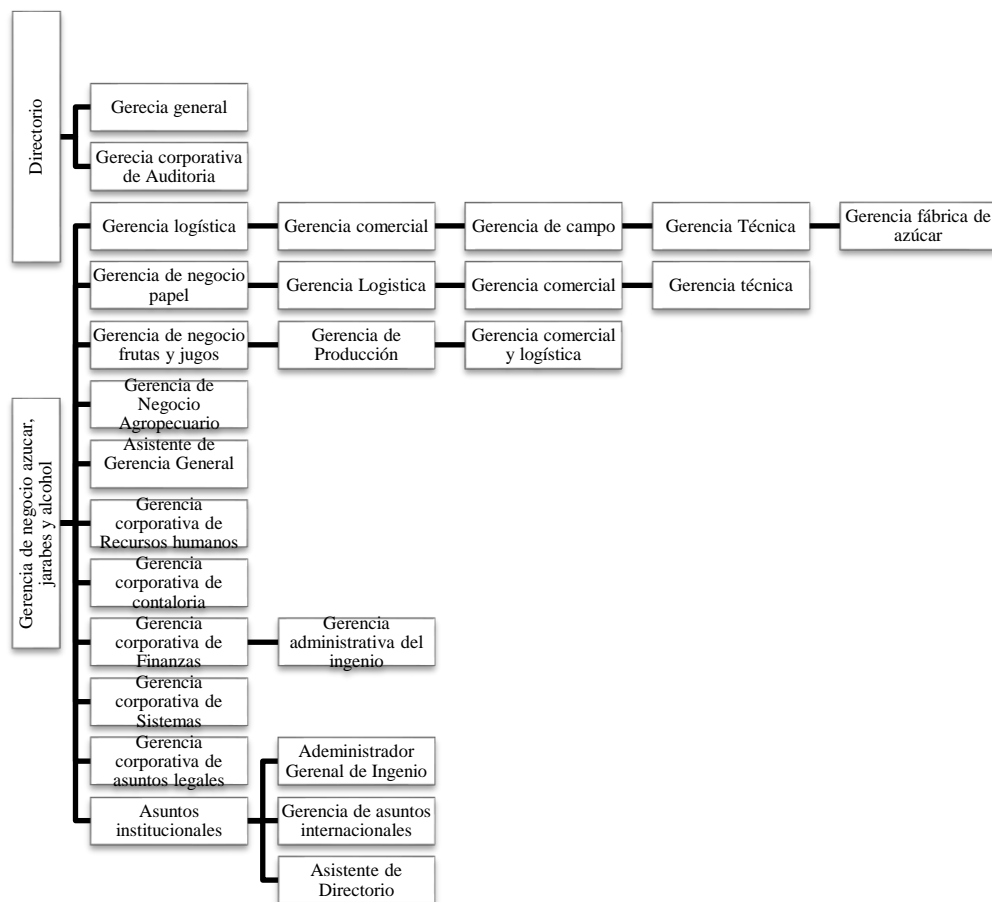 Directorio
Gerecia general
Gerecia corporativa
de Auditoria
Gerencia de negocio azucar,
jarabes y alcohol
Gerencia logística
Gerencia comercial
Gerencia de campo
Gerencia Técnica
Gerencia fábrica de
azúcar
Gerencia de negocio
papel
Gerencia Logistica
Gerencia comercial
Gerencia técnica
Gerencia de negocio
frutas y jugos
Gerencia de
Producción
Gerencia comercial
y logística
Gerencia de
Negocio
Agropecuario
Asistente de
Gerencia General
Gerencia
corporativa de
Recursos humanos
Gerencia
corporativa de
contaloria
Gerencia
corporativa de
Finanzas
Gerencia
administrativa del
ingenio
Gerencia
corporativa de
Sistemas
Gerencia
corporativa de
asuntos legales
Asuntos
institucionales
Adeministrador
Gerenal de Ingenio
Gerencia de asuntos
internacionales
Asistente de
Directorio